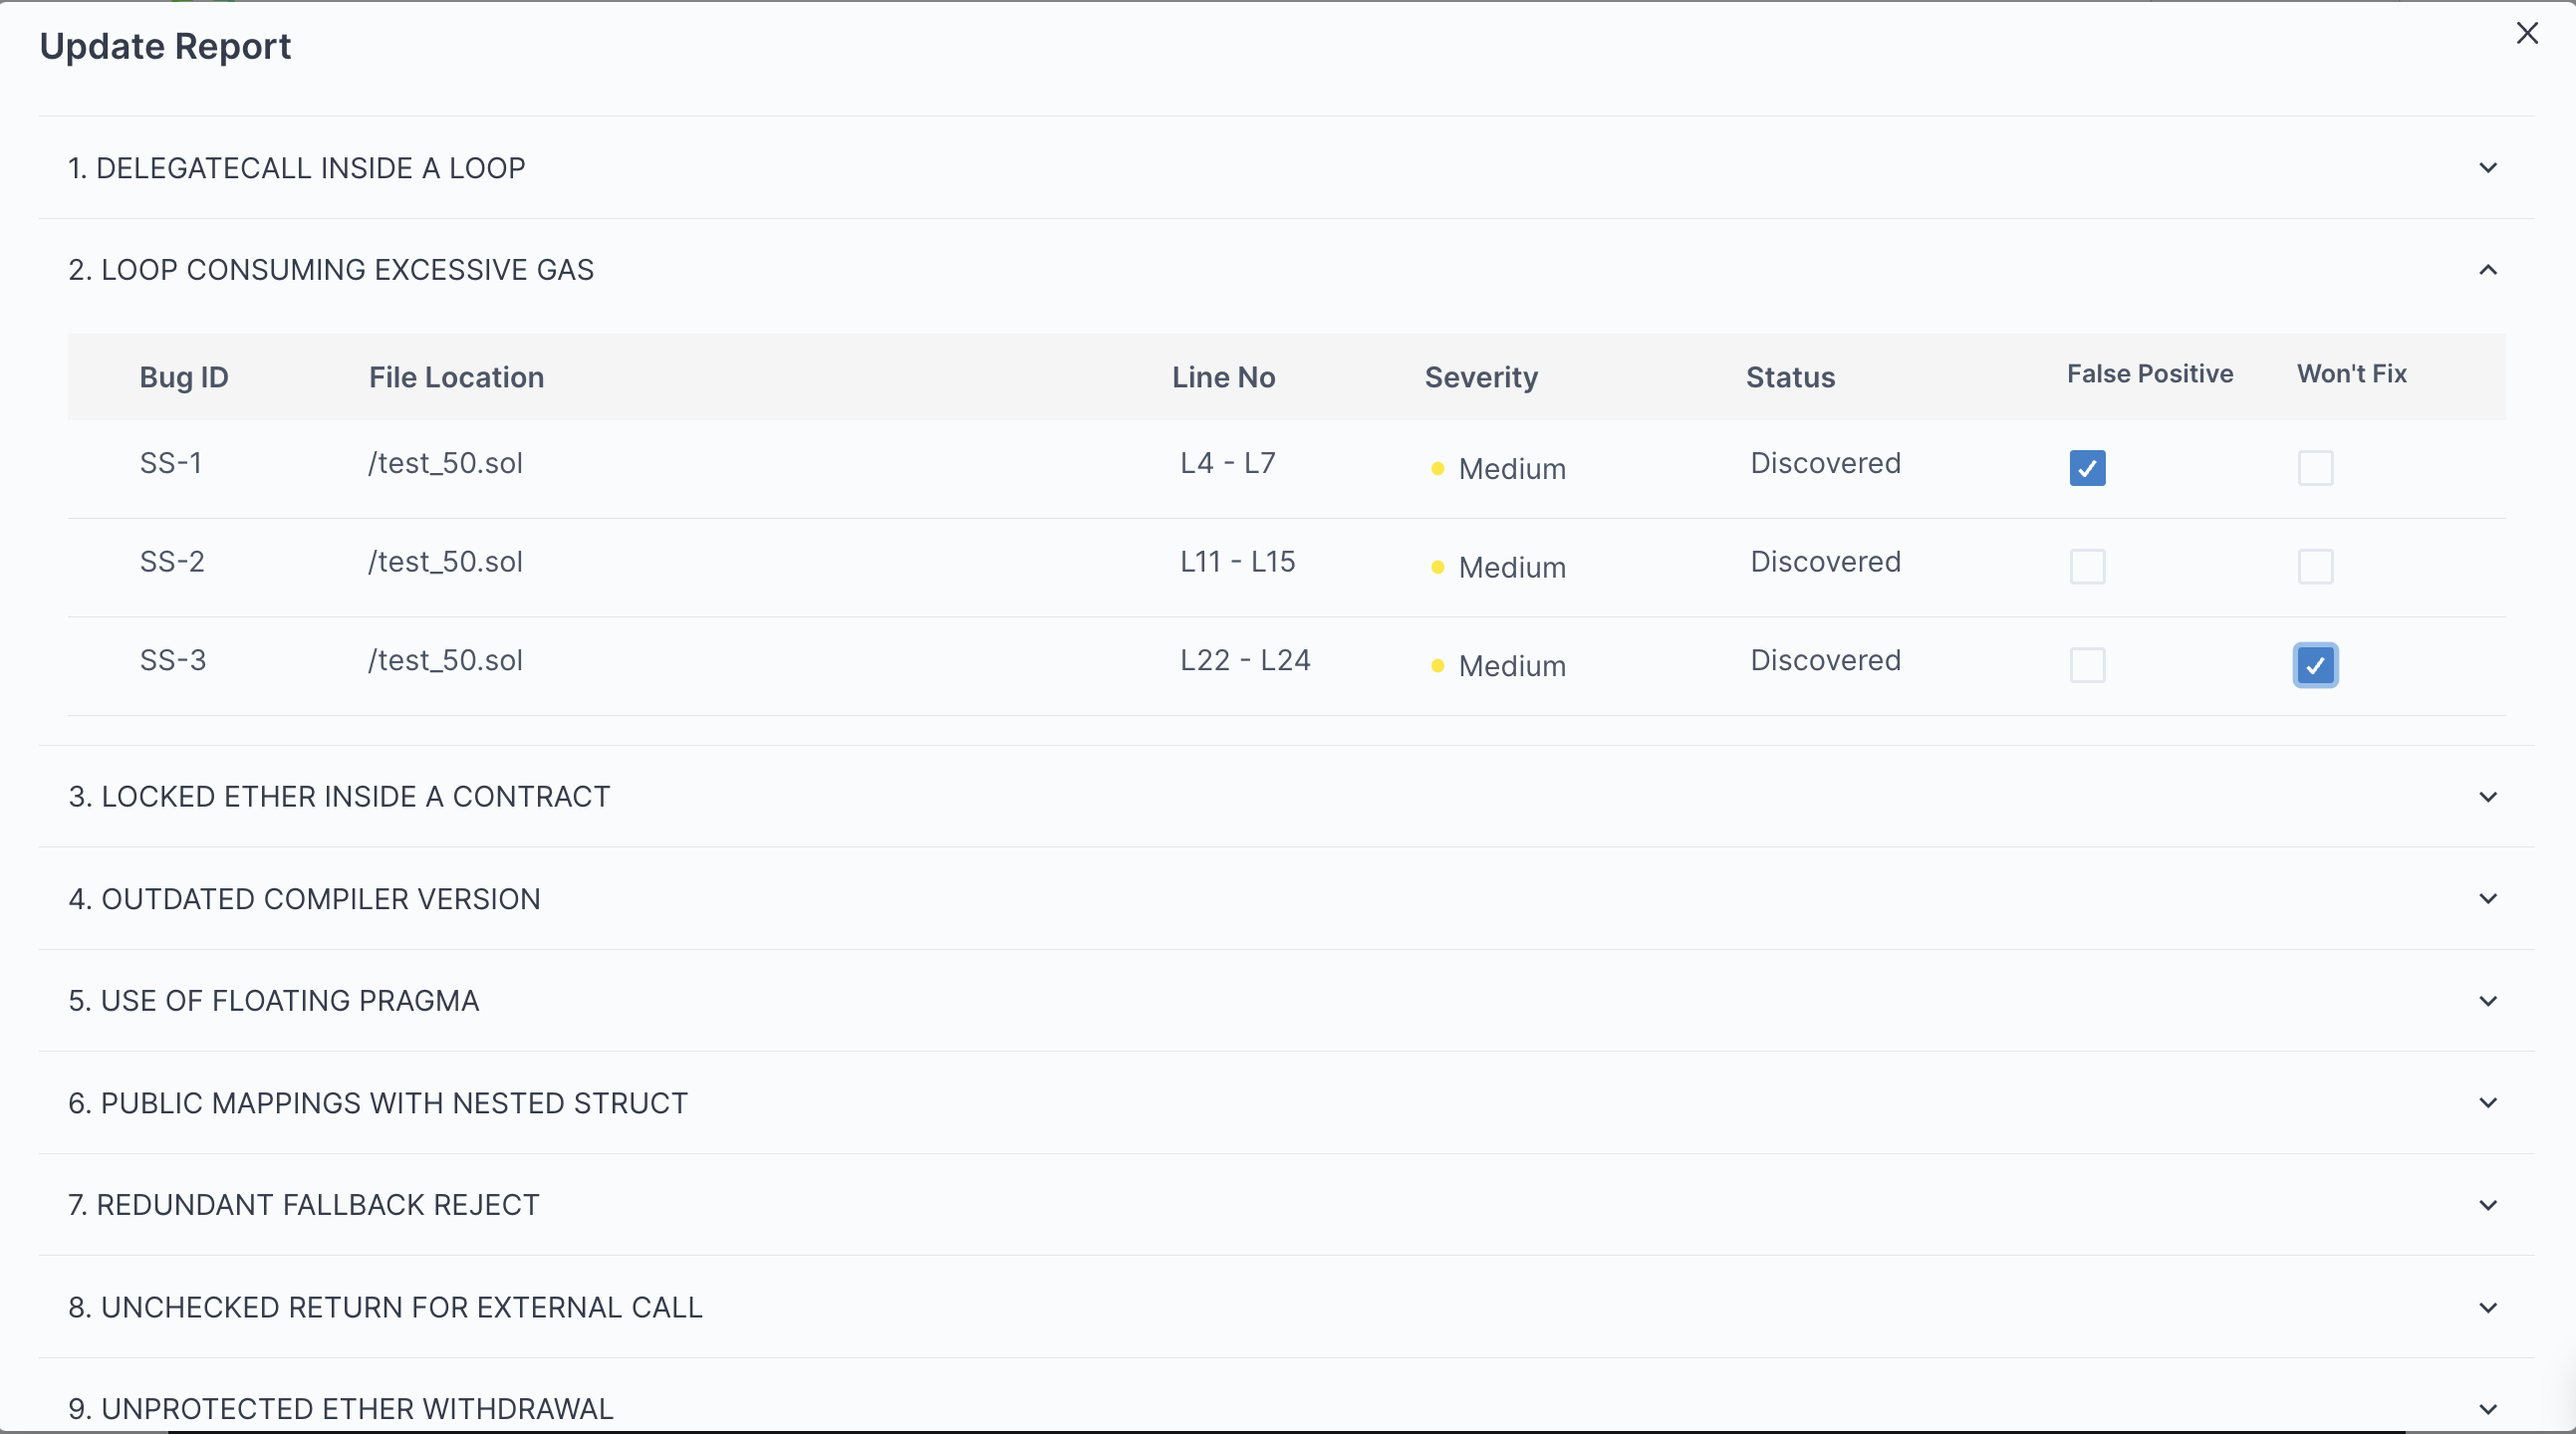 Update Report
1. DELEGATECALL INSIDE A LOOP
2. LOOP CONSUMING EXCESSIVE GAS
Bug ID File Location Line No Severity Status False Positive Won't Fix
SS-1 /test_50.sol L4 - L7 Medium Discovered
SS-2 /test_50.sol L11 - L15 Medium Discovered
SS-3 /test_50.sol L22 - L24 Medium Discovered
3. LOCKED ETHER INSIDE A CONTRACT
4. OUTDATED COMPILER VERSION
5. USE OF FLOATING PRAGMA
6. PUBLIC MAPPINGS WITH NESTED STRUCT
7. REDUNDANT FALLBACK REJECT
8. UNCHECKED RETURN FOR EXTERNAL CALL
9. UNPROTECTED ETHER WITHDRAWAL